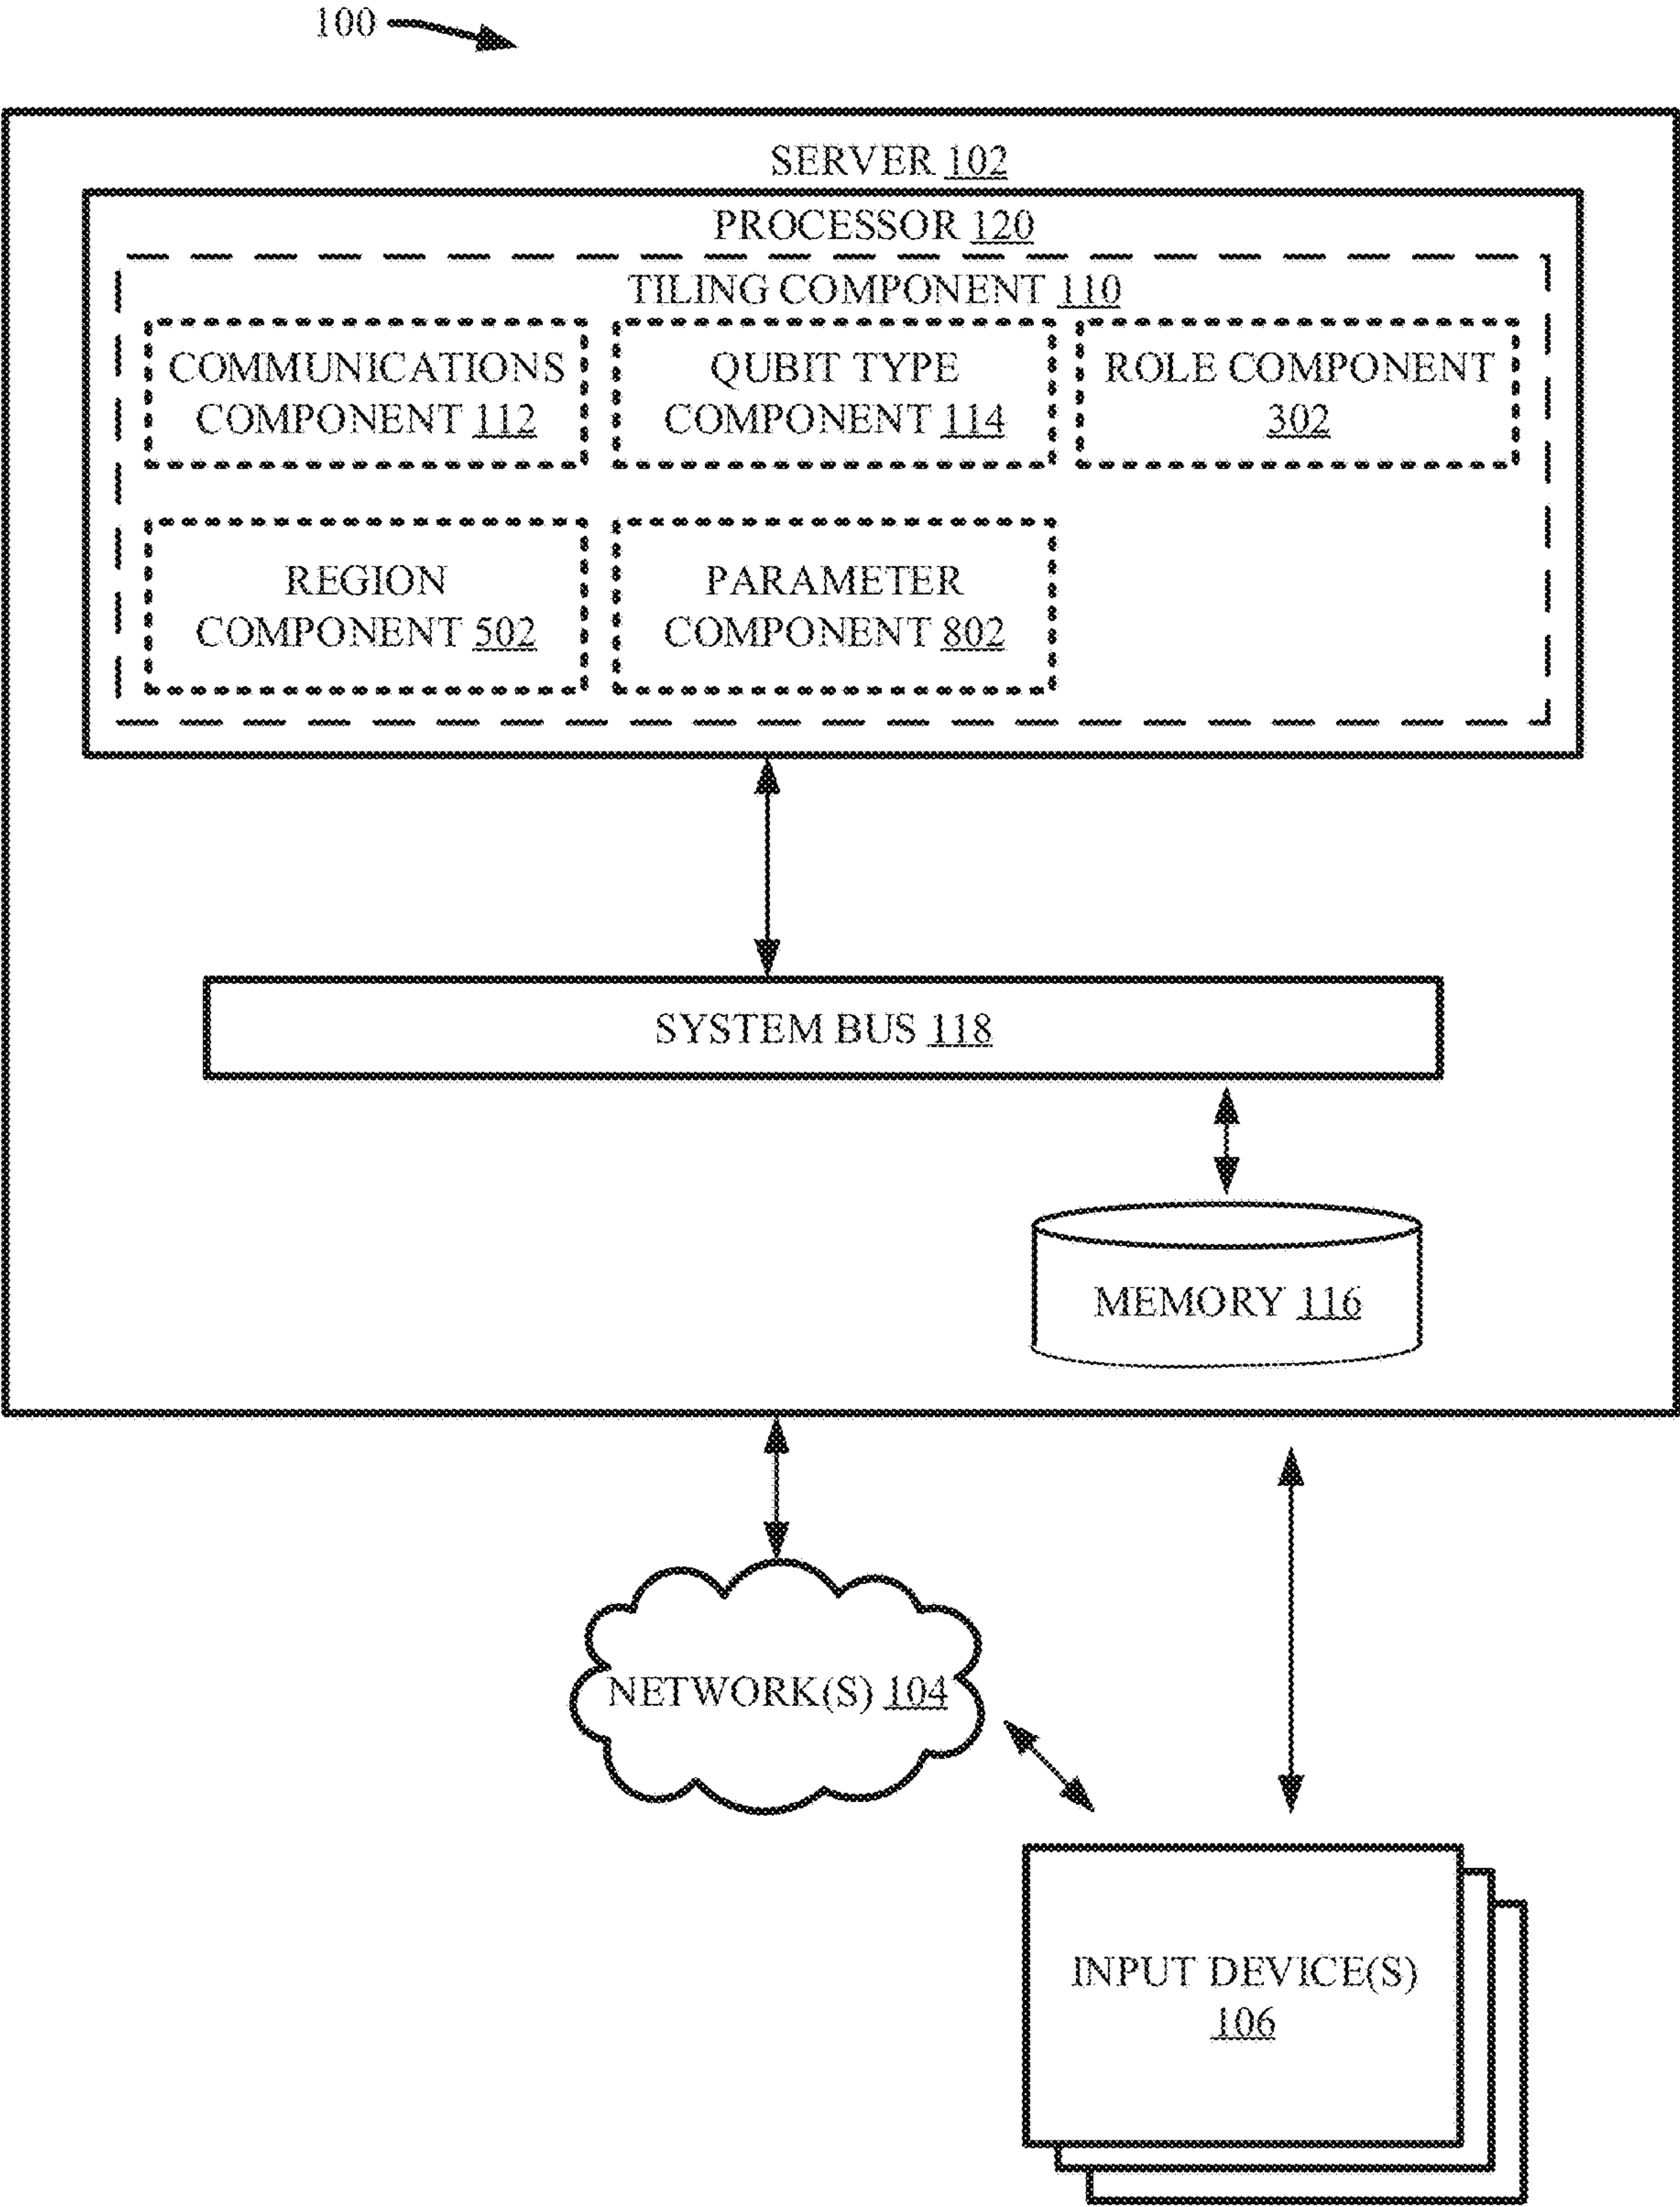 100
SERVER 102
PROCESSOR 120
TILING COMPONENT 110
COMMUNICATIONS
COMPONENT 112
QUBIT TYPE
COMPONENT 114
ROLE COMPONENT
302
REGION
COMPONENT 502
PARAMETER
COMPONENT 802
SYSTEM BUS 118
MEMORY 116
NETWORK(S) 104
INPUT DEVICE(S)
106